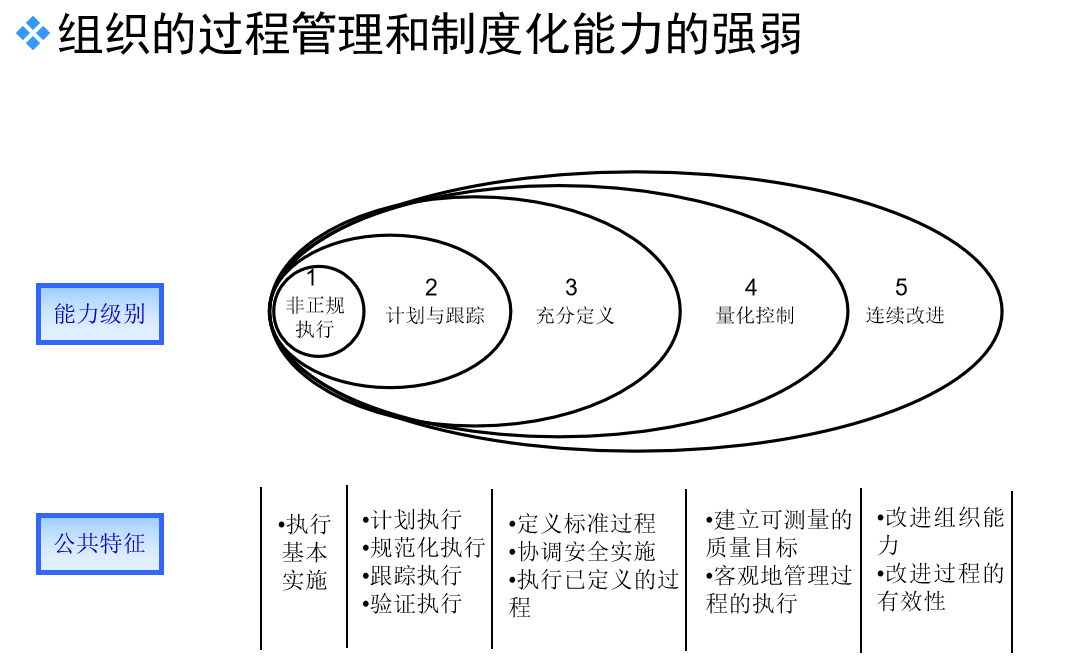 组织的过程管理和制度化能力的强弱
能力级别
1
非正规
执行
2
计划与跟踪
3
充分定义
4
量化控制
5
连续改进
公共特征
•执行
基本
实施
•计划执行
•规范化执行
•跟踪执行
•验证执行
•定义标准过程
•协调安全实施
•执行已定义的过
程
•建立可测量的
质量目标
•客观地管理过
程的执行
•改进组织能
力
•改进过程的
有效性